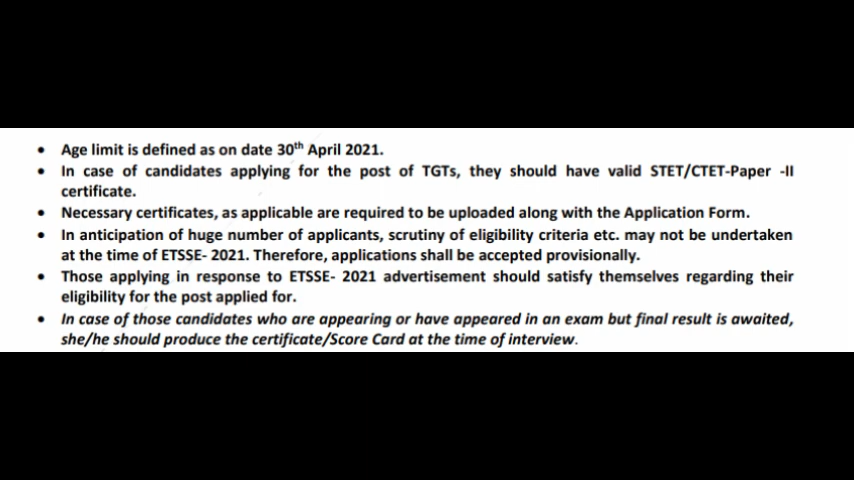 • Age limit is defined as on date 30th April 2021.
• In case of candidates applying for the post of TGTs, they should have valid STET/CTET-Paper -II
certificate.
• Necessary certificates, as applicable are required to be uploaded along with the Application Form.
• In anticipation of huge number of applicants, scrutiny of eligibility criteria etc. may not be undertaken
at the time of ETSSE- 2021. Therefore, applications shall be accepted provisionally.
• Those applying in response to ETSSE- 2021 advertisement should satisfy themselves regarding their
eligibility for the post applied for.
• In case of those candidates who are appearing or have appeared in an exam but final result is awaited,
she/he should produce the certificate/Score Card at the time of interview.